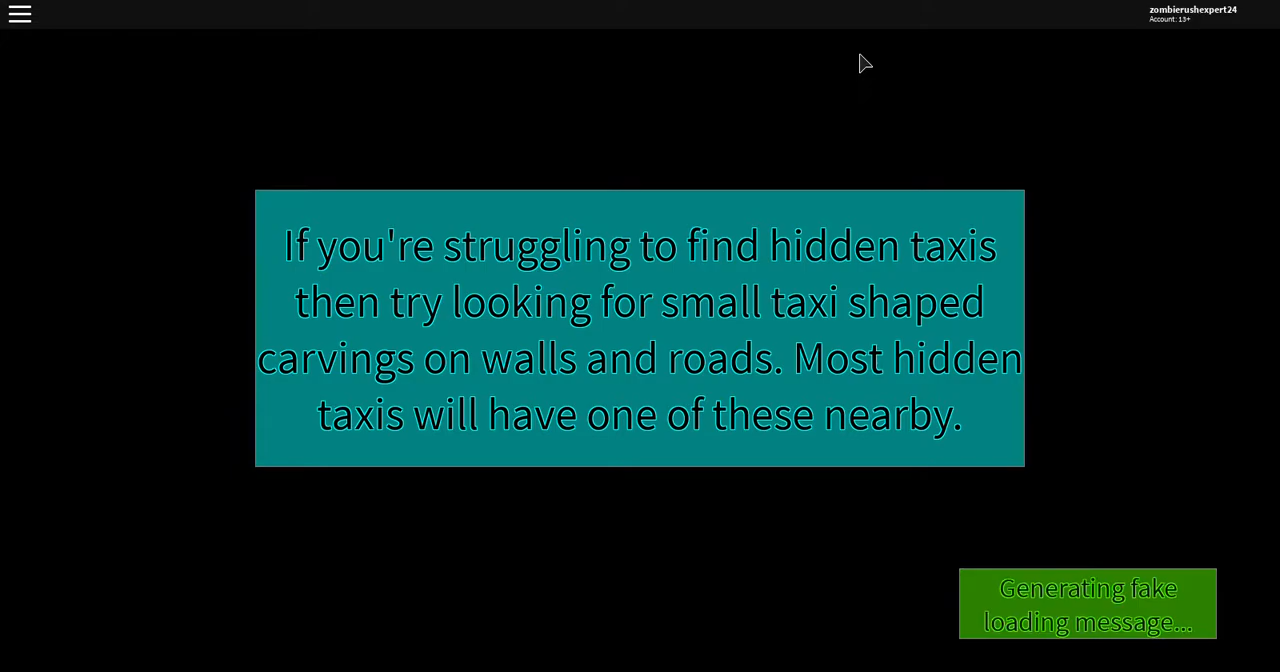 zombierushexpert24
Account: 13+
If you're struggling to find hidden taxis
then try looking for small taxi shaped
carvings on walls and roads. Most hidden
taxis will have one of these nearby.
Generating fake
loading message...